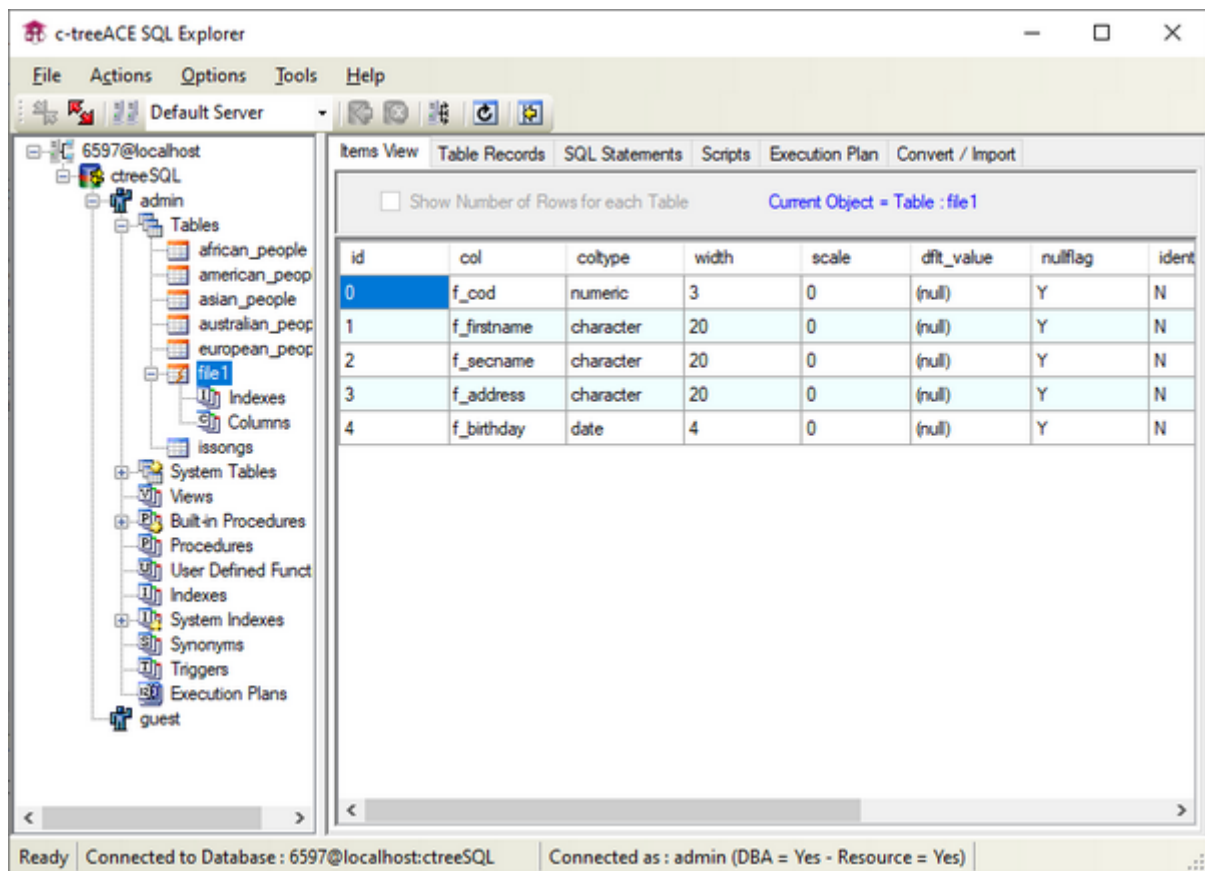 c-treeACE SQL Explorer
File Actions Options Tools Help
Default Server
6597@localhost
ctreeSQL
admin
Tables
african_people
american_peop
asian_people
australian_peop
european_peop
file1
Indexes
Columns
issongs
System Tables
Views
Built-in Procedures
Procedures
User Defined Funct
Indexes
System Indexes
Synonyms
Triggers
Execution Plans
guest
Items View Table Records SQL Statements Scripts Execution Plan Convert / Import
Show Number of Rows for each Table Current Object = Table : file1
id col coltype width scale dflt_value nullflag ident
0 f_cod numeric 3 0 (null) Y N
1 f_firstname character 20 0 (null) Y N
2 f_secname character 20 0 (null) Y N
3 f_address character 20 0 (null) Y N
4 f_birthday date 4 0 (null) Y N
Ready Connected to Database : 6597@localhost:ctreeSQL Connected as : admin (DBA = Yes - Resource = Yes)